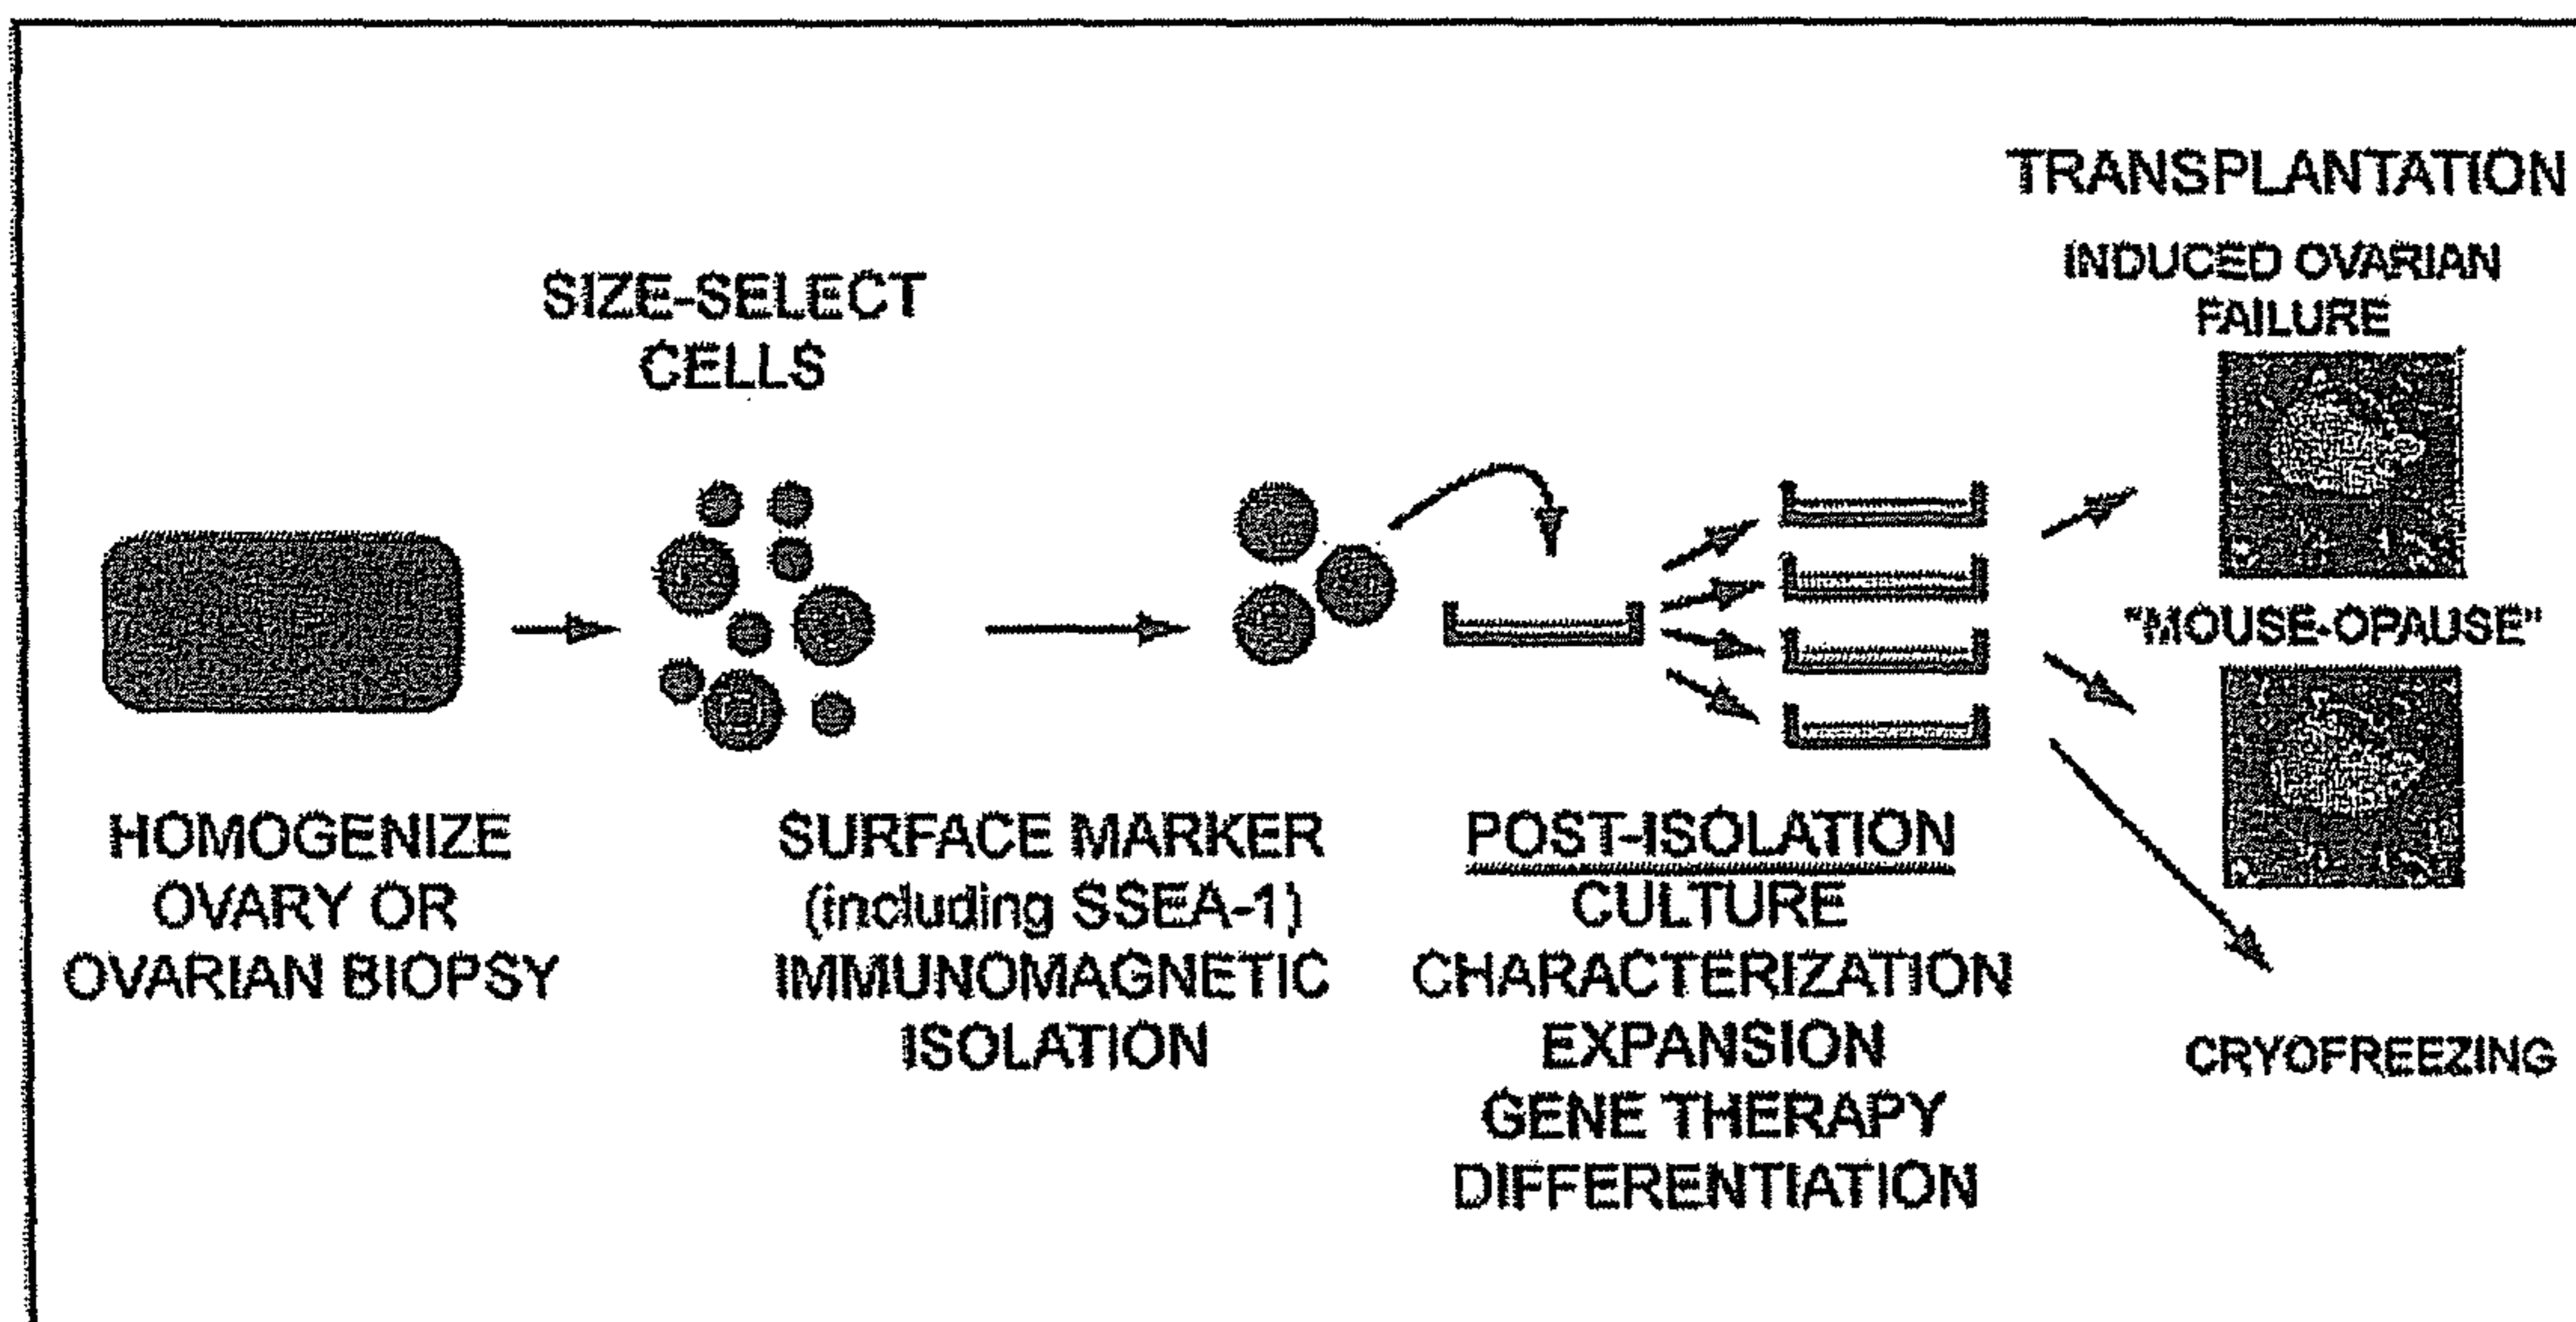 SIZE-SELECT
CELLS
HOMOGENIZE
OVARY OR
OVARIAN BIOPSY
SURFACE MARKER
(including SSEA-1)
IMMUNOMAGNETIC
ISOLATION
POST-ISOLATION
CULTURE
CHARACTERIZATION
EXPANSION
GENE THERAPY
DIFFERENTIATION
TRANSPLANTATION
INDUCED OVARIAN
FAILURE
"MOUSE-OPAUSE"
CRYOFREEZING